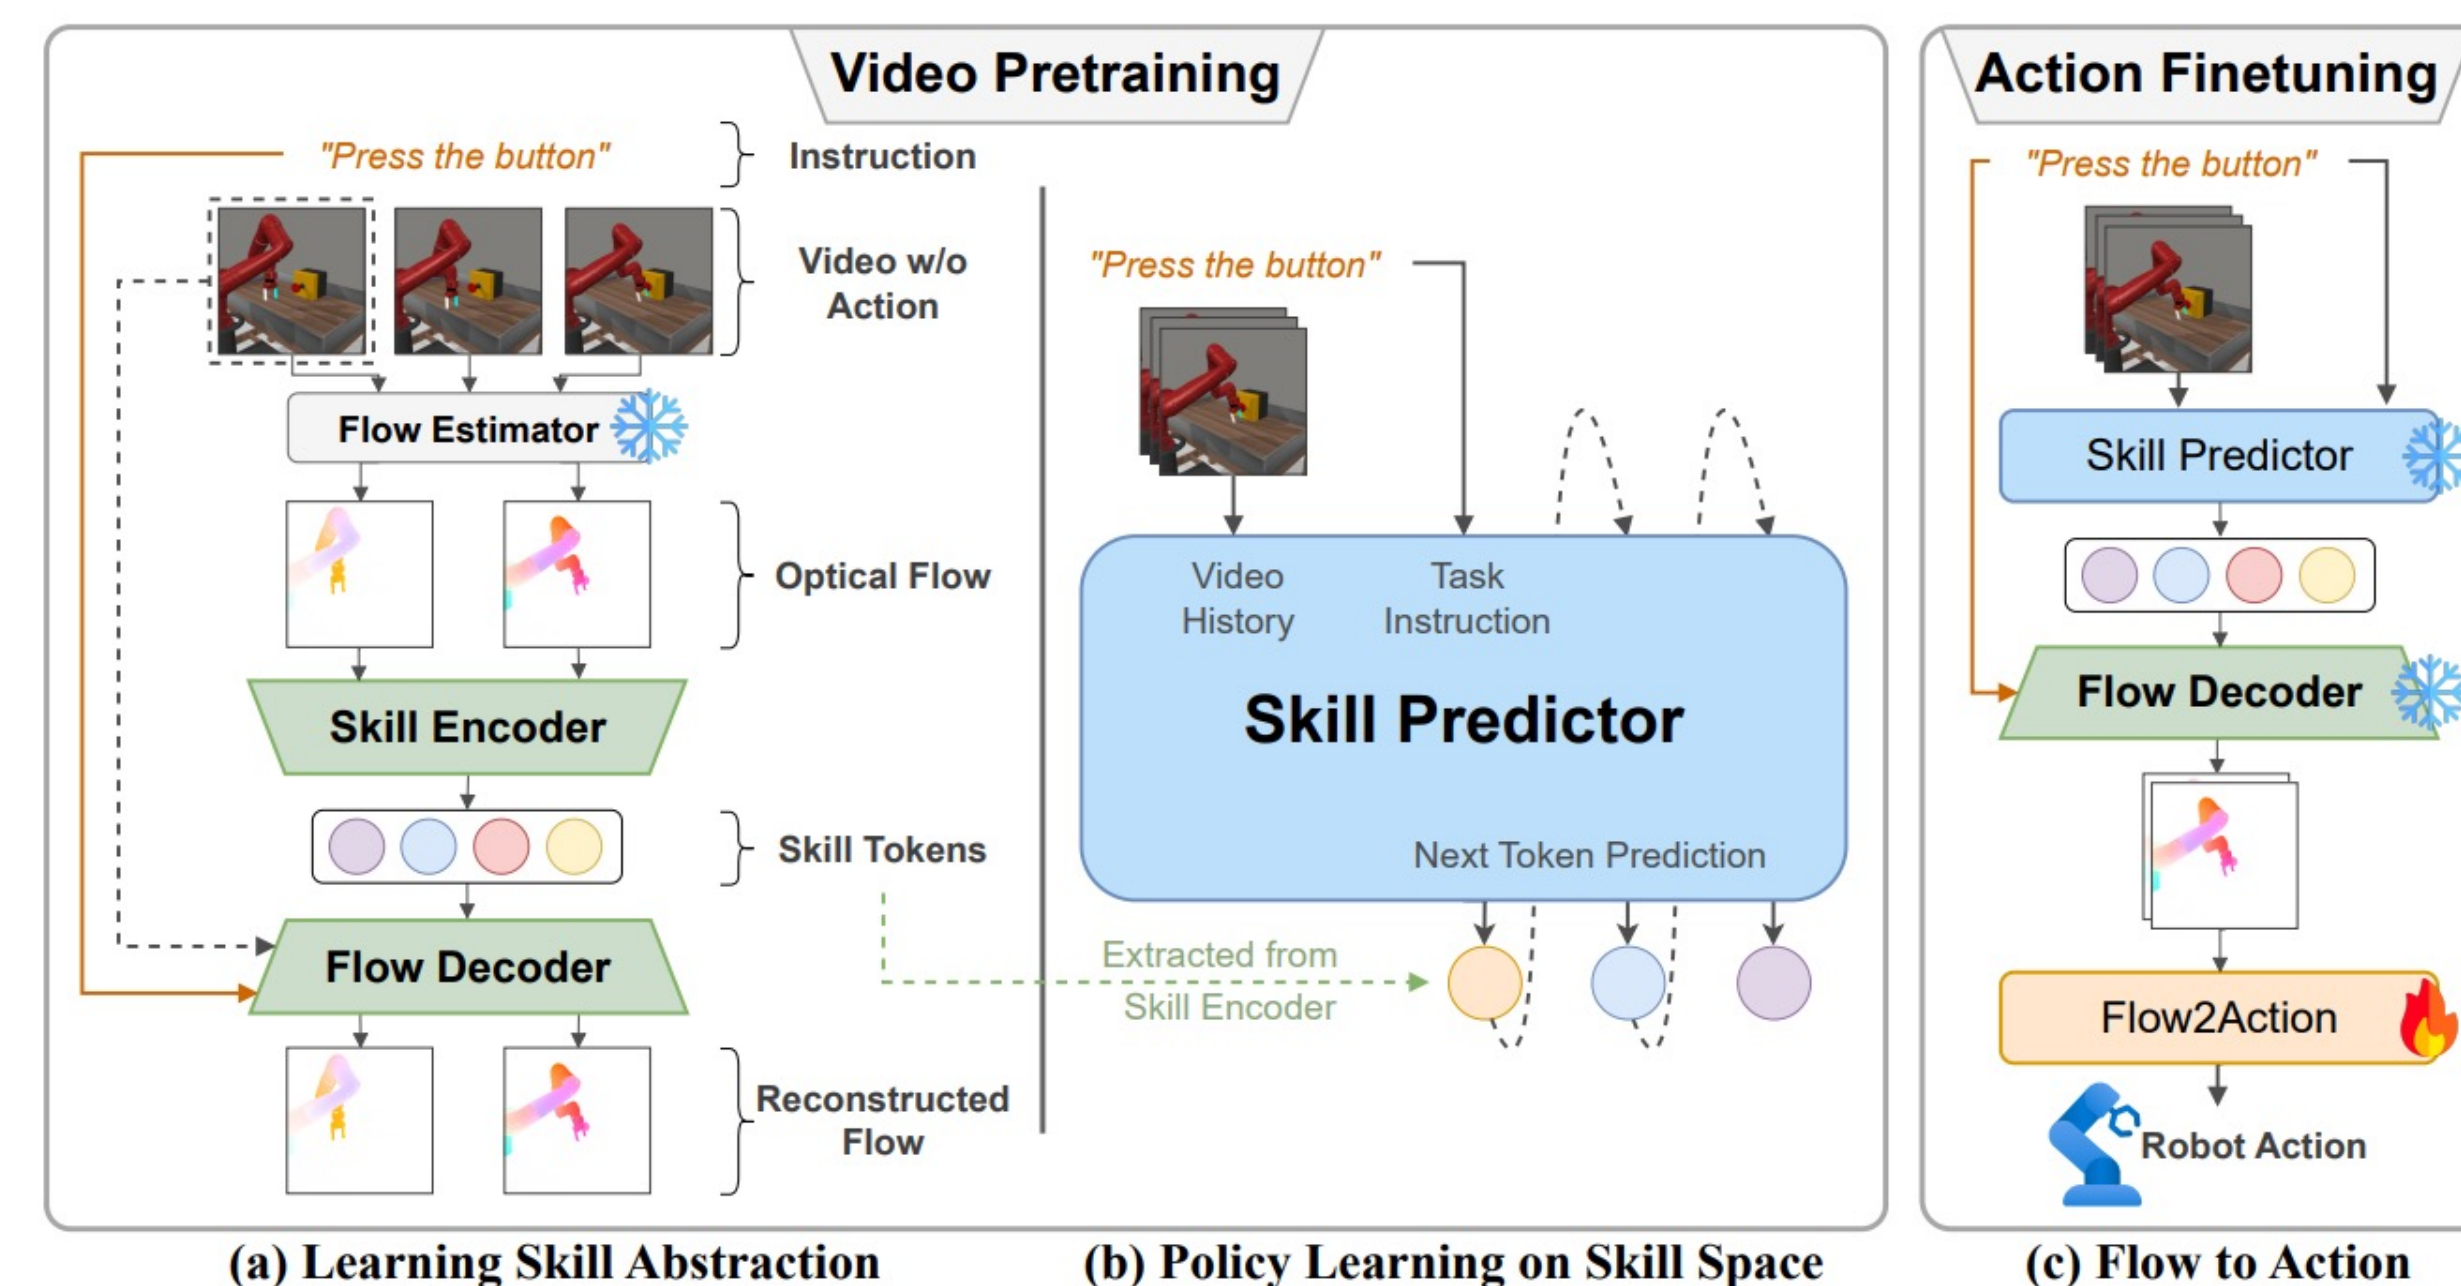 Video Pretraining
"Press the button"
Instruction
Video w/o
Action
Flow Estimator
Optical Flow
Skill Encoder
Skill Tokens
Flow Decoder
Reconstructed
Flow
(a) Learning Skill Abstraction
"Press the button"
Video
History
Task
Instruction
Skill Predictor
Next Token Prediction
Extracted from
Skill Encoder
(b) Policy Learning on Skill Space
Action Finetuning
"Press the button"
Skill Predictor
Flow Decoder
Flow2Action
Robot Action
(c) Flow to Action